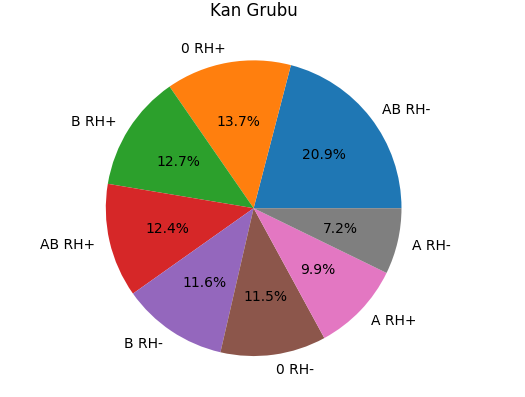 Kan Grubu
0 RH+
AB RH-
B RH+
13.7%
20.9%
12.7%
AB RH+
12.4%
7.2%
A RH-
11.6%
11.5%
9.9%
B RH-
0 RH-
A RH+